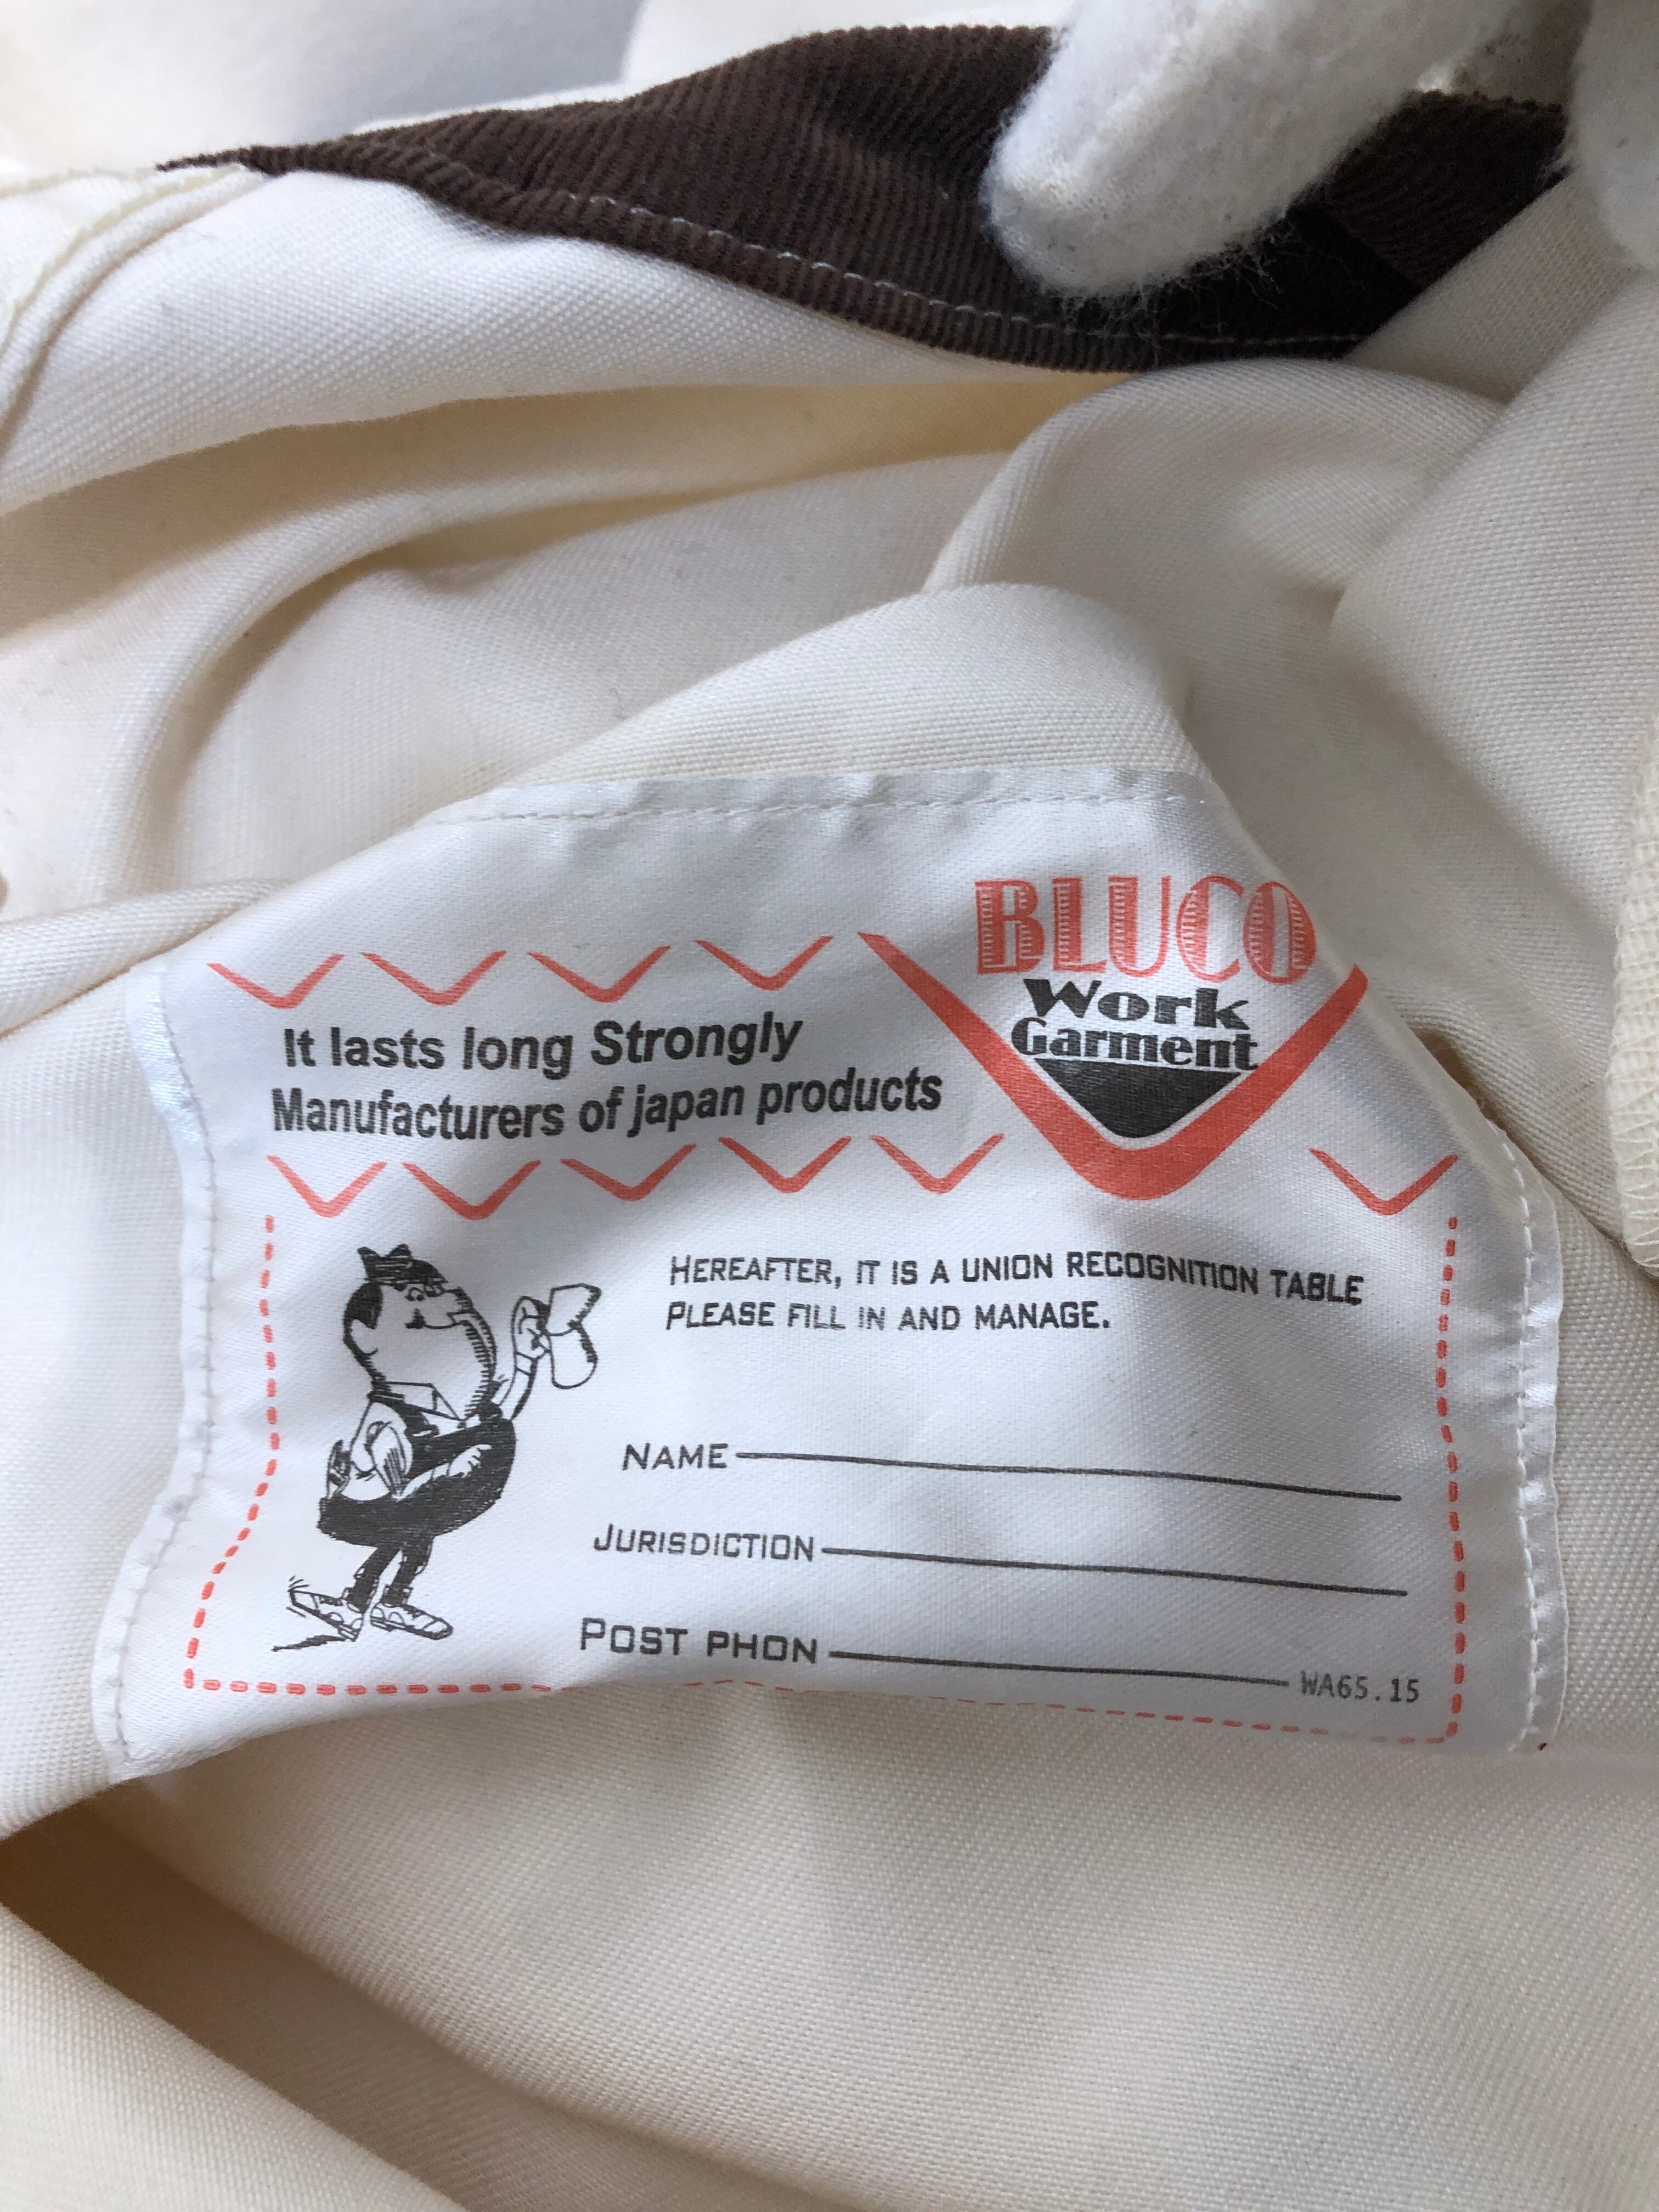 BLUCO
Work
Garment
It lasts long Strongly
Manufacturers of japan products
HEREAFTER, IT IS A UNION RECOGNITION TABLE
PLEASE FILL IN AND MANAGE.
NAME
JURISDICTION
POST PHON
WA65.15